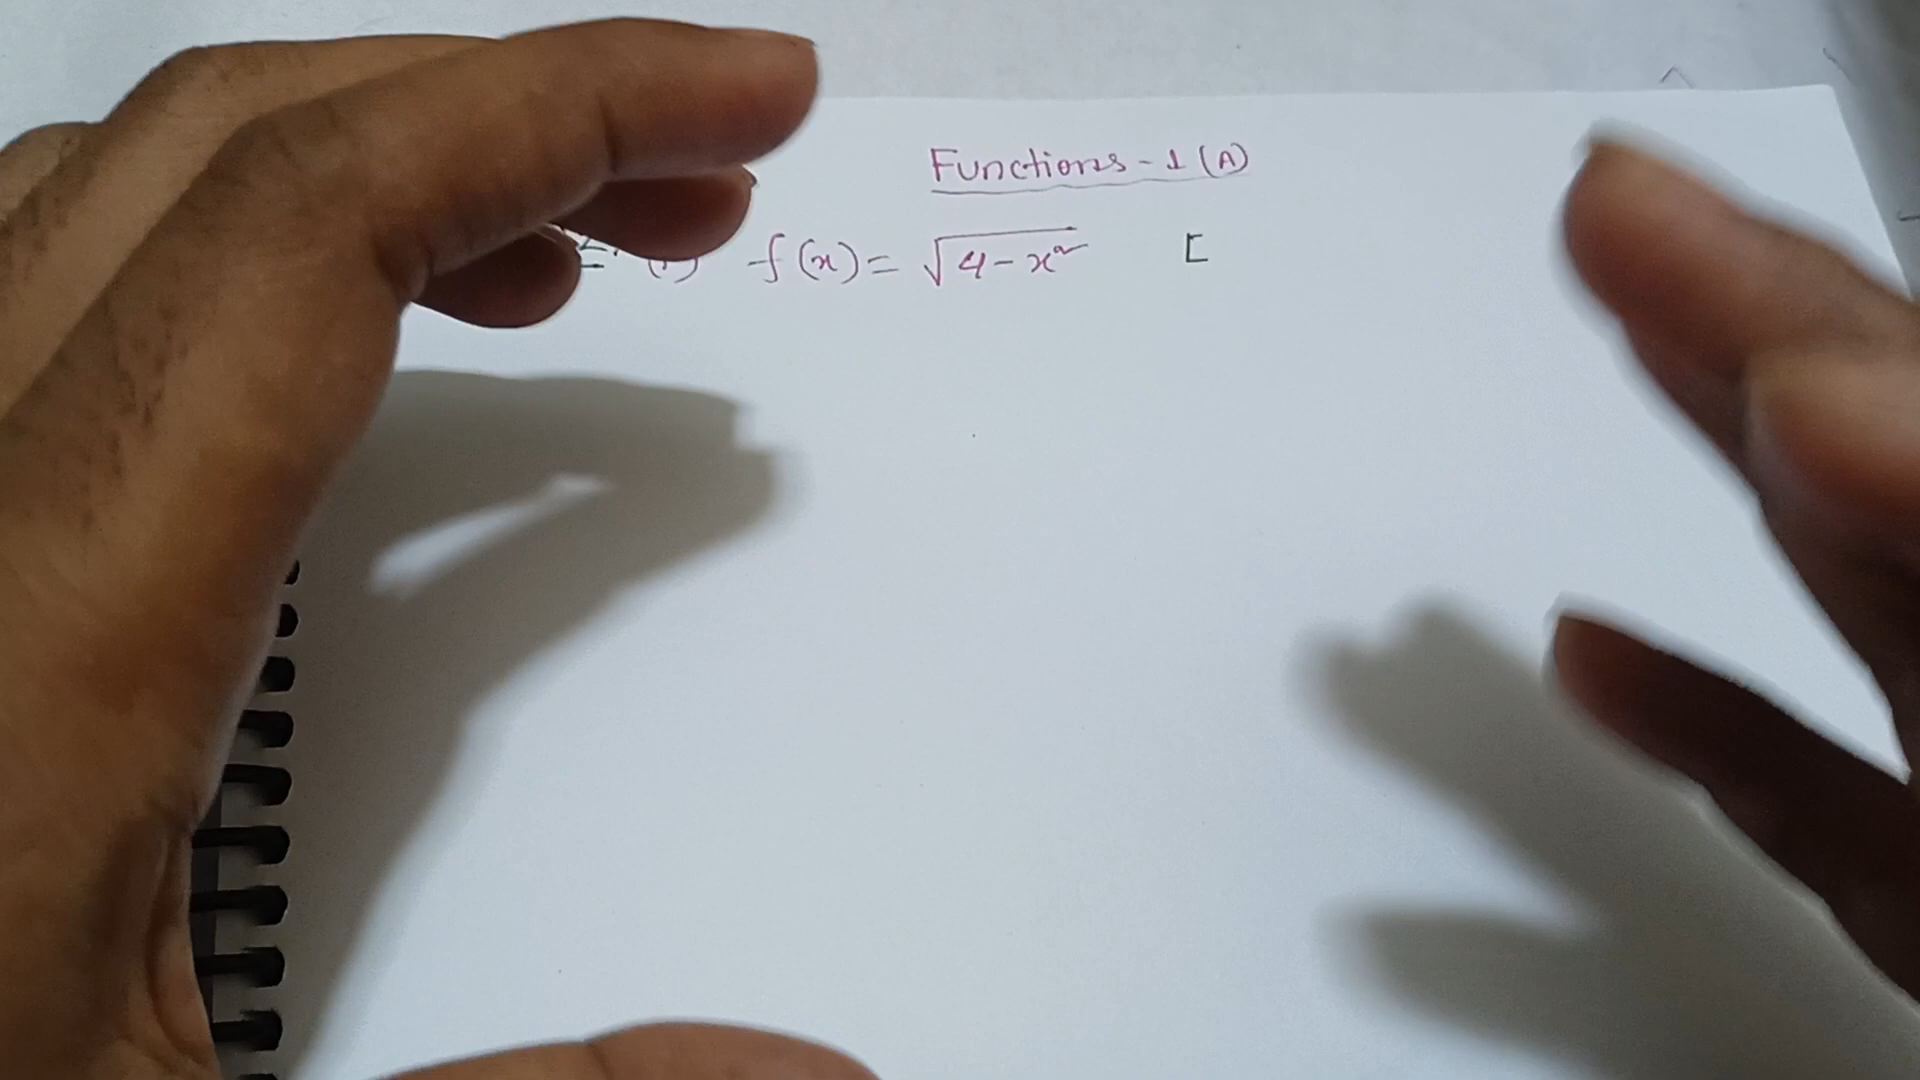 Functions - 1 (A)
f(x) = √4-x² [